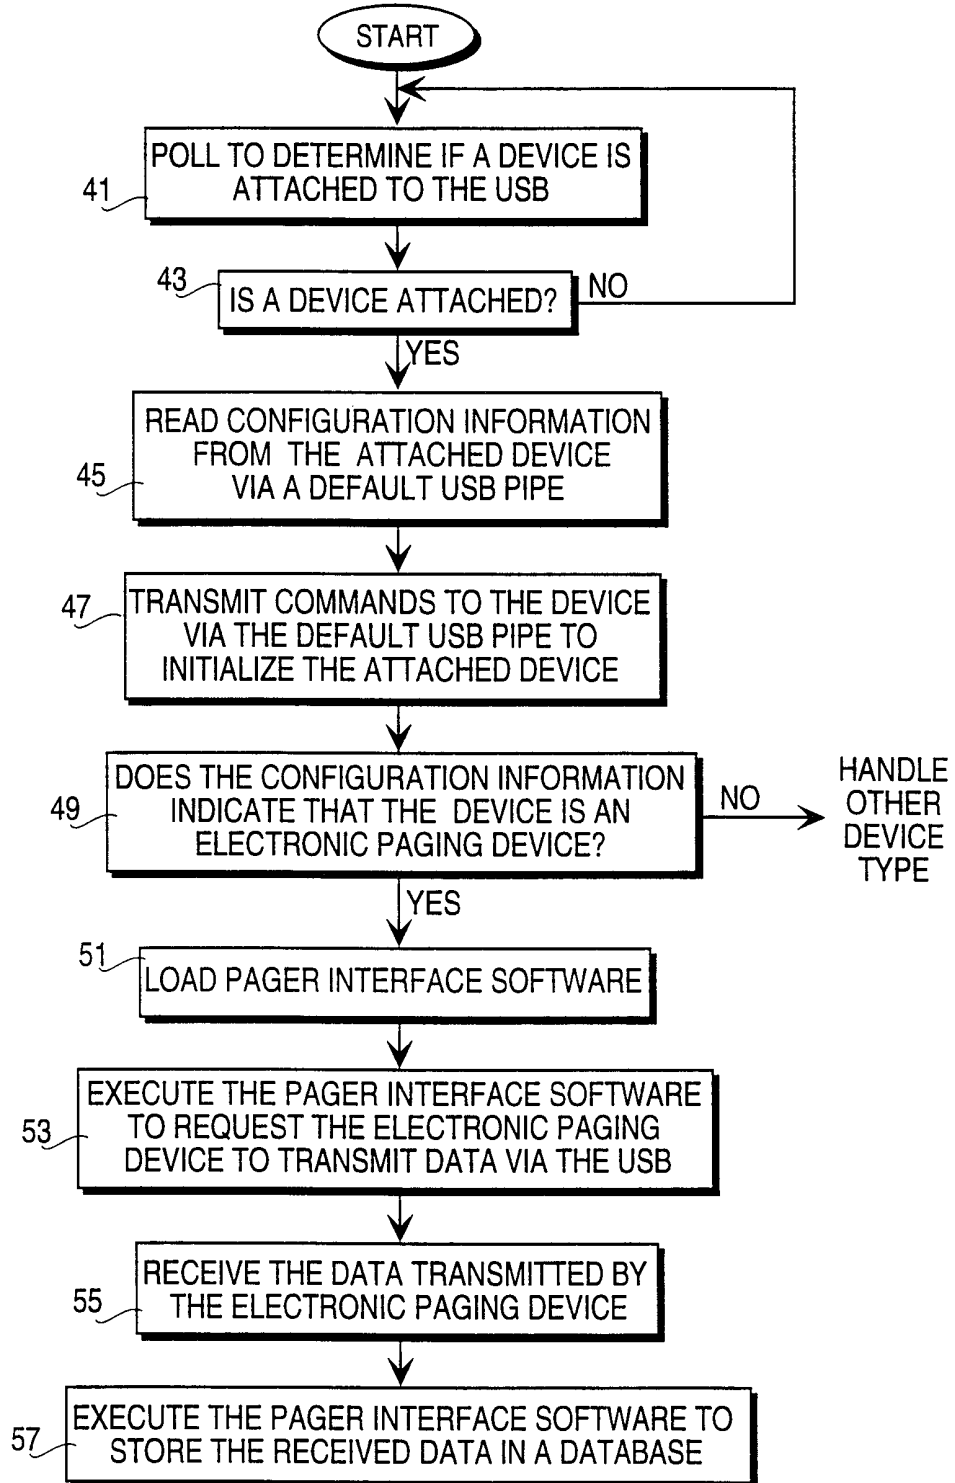 START
POLL TO DETERMINE IF A DEVICE IS
ATTACHED TO THE USB
41
43
IS A DEVICE ATTACHED?
NO
YES
READ CONFIGURATION INFORMATION
FROM THE ATTACHED DEVICE
VIA A DEFAULT USB PIPE
45
47
TRANSMIT COMMANDS TO THE DEVICE
VIA THE DEFAULT USB PIPE TO
INITIALIZE THE ATTACHED DEVICE
49
DOES THE CONFIGURATION INFORMATION
INDICATE THAT THE DEVICE IS AN
ELECTRONIC PAGING DEVICE?
NO
HANDLE
OTHER
DEVICE
TYPE
YES
51
LOAD PAGER INTERFACE SOFTWARE
53
EXECUTE THE PAGER INTERFACE SOFTWARE
TO REQUEST THE ELECTRONIC PAGING
DEVICE TO TRANSMIT DATA VIA THE USB
55
RECEIVE THE DATA TRANSMITTED BY
THE ELECTRONIC PAGING DEVICE
57
EXECUTE THE PAGER INTERFACE SOFTWARE TO
STORE THE RECEIVED DATA IN A DATABASE